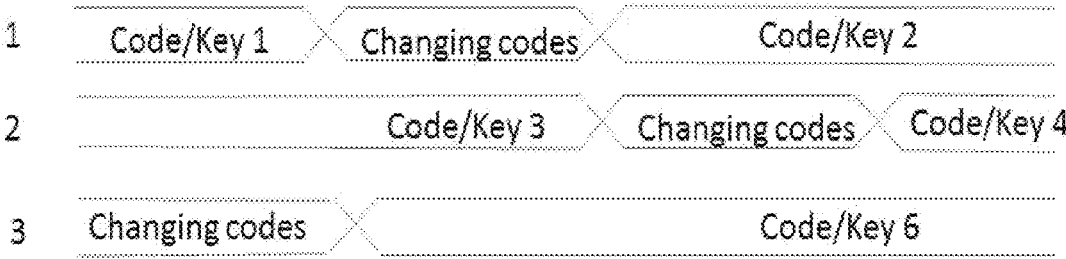 1 Code/Key 1 Changing codes Code/Key 2
2 Code/Key 3 Changing codes Code/Key 4
3 Changing codes Code/Key 6